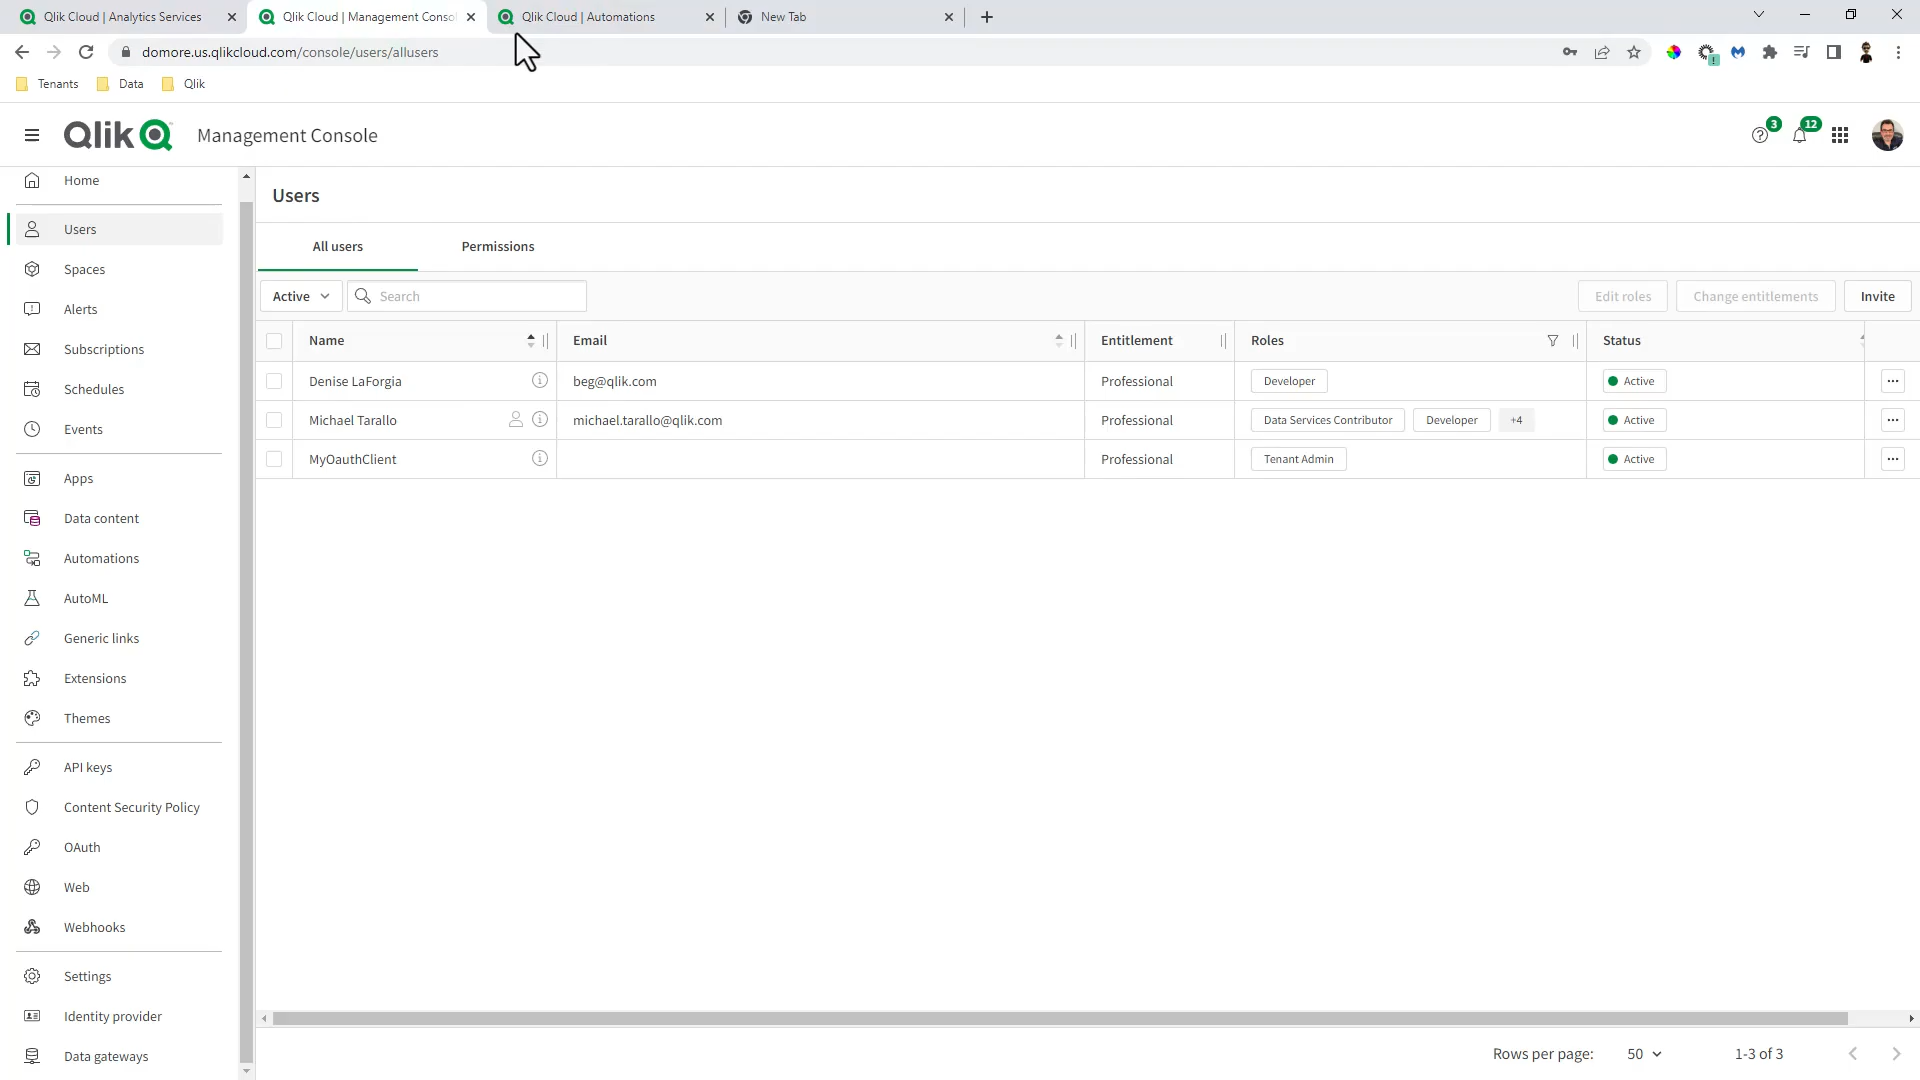 Qlik Cloud | Analytics Services
Qlik Cloud | Management Consol
Qlik Cloud | Automations
New Tab
domore.us.qlikcloud.com/console/users/allusers
Tenants Data Qlik
Qlik Management Console
3
12
Home
Users
Spaces
Alerts
Subscriptions
Schedules
Events
Apps
Data content
Automations
AutoML
Generic links
Extensions
Themes
API keys
Content Security Policy
OAuth
Web
Webhooks
Settings
Identity provider
Data gateways
Users
All users Permissions
Active Search Edit roles Change entitlements Invite
Name Email Entitlement Roles Status
Denise LaForgia beg@qlik.com Professional Developer Active
Michael Tarallo michael.tarallo@qlik.com Professional Data Services Contributor Developer +4 Active
MyOauthClient Professional Tenant Admin Active
Rows per page: 50 1-3 of 3